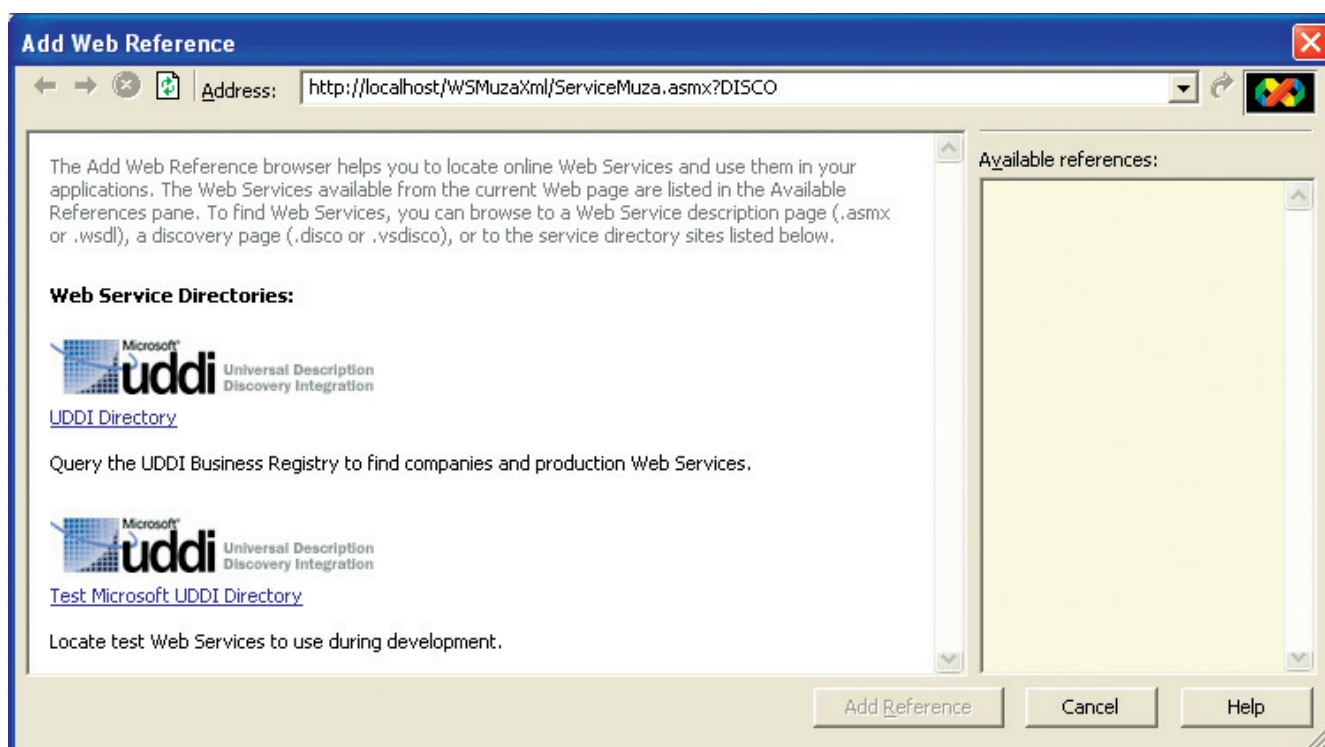 Add Web Reference
Address: http://localhost/WSMuzaXml/ServiceMuza.asmx?DISCO
The Add Web Reference browser helps you to locate online Web Services and use them in your
applications. The Web Services available from the current Web page are listed in the Available
References pane. To find Web Services, you can browse to a Web Service description page (.asmx
or .wsdl), a discovery page (.disco or .vsdisco), or to the service directory sites listed below.
Web Service Directories:
Microsoft
uddi Universal Description
Discovery Integration
UDDI Directory
Query the UDDI Business Registry to find companies and production Web Services.
Microsoft
uddi Universal Description
Discovery Integration
Test Microsoft UDDI Directory
Locate test Web Services to use during development.
Available references:
Add Reference
Cancel
Help